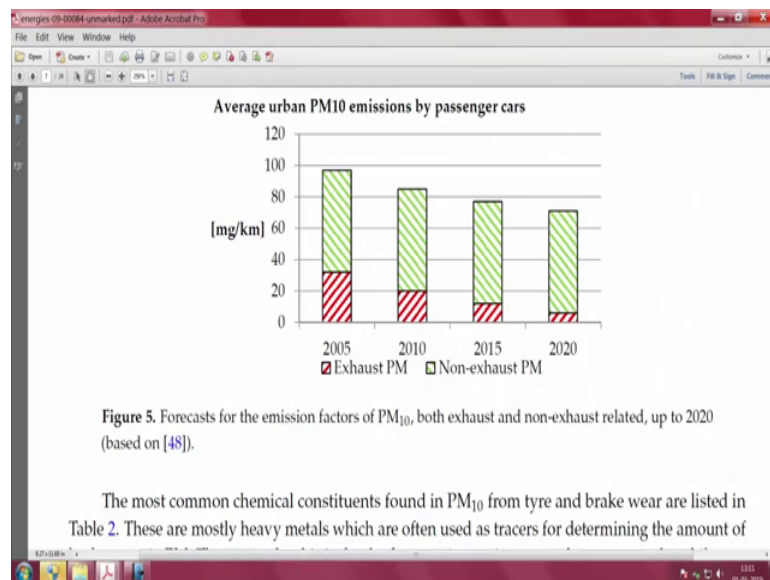 energies-09-00084-unmarked.pdf - Adobe Acrobat Pro
File Edit View Window Help
Open Create Customize
7 / 24 Tools Fill & Sign Comment
Average urban PM10 emissions by passenger cars
120
100
80
[mg/km] 60
40
20
0
2005 2010 2015 2020
Exhaust PM Non-exhaust PM
Figure 5. Forecasts for the emission factors of PM10, both exhaust and non-exhaust related, up to 2020
(based on [48]).
The most common chemical constituents found in PM10 from tyre and brake wear are listed in
Table 2. These are mostly heavy metals which are often used as tracers for determining the amount of
13:11